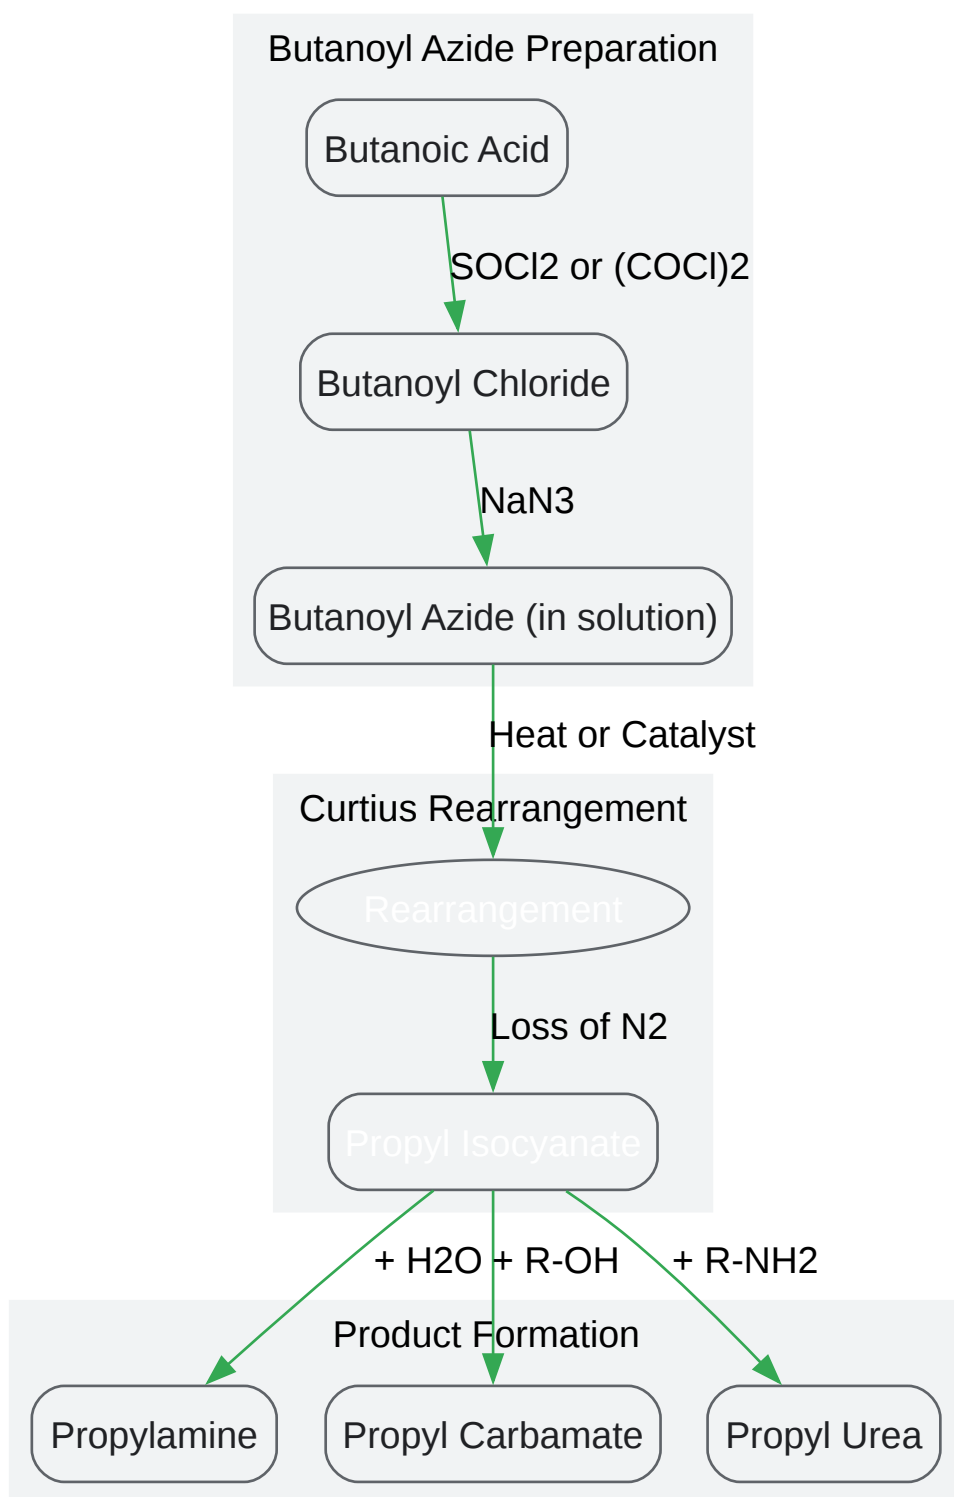 Butanoyl Azide Preparation
Butanoic Acid
SOCl2 or (COCl)2
Butanoyl Chloride
NaN3
Butanoyl Azide (in solution)
Heat or Catalyst
Curtius Rearrangement
Rearrangement
Loss of N2
Propyl Isocyanate
+ H2O
+ R-OH
+ R-NH2
Product Formation
Propylamine
Propyl Carbamate
Propyl Urea